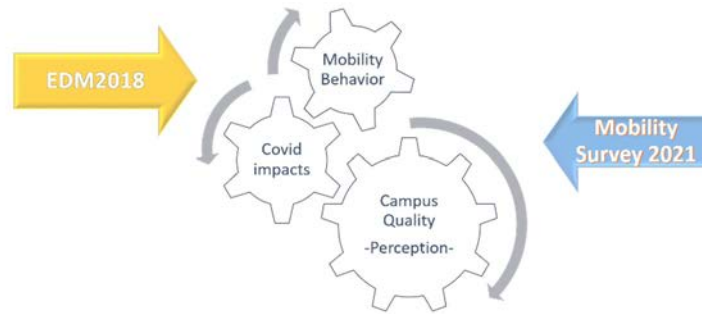 EDM2018
Mobility
Behavior
Covid
impacts
Mobility
Survey 2021
Campus
Quality
-Perception-